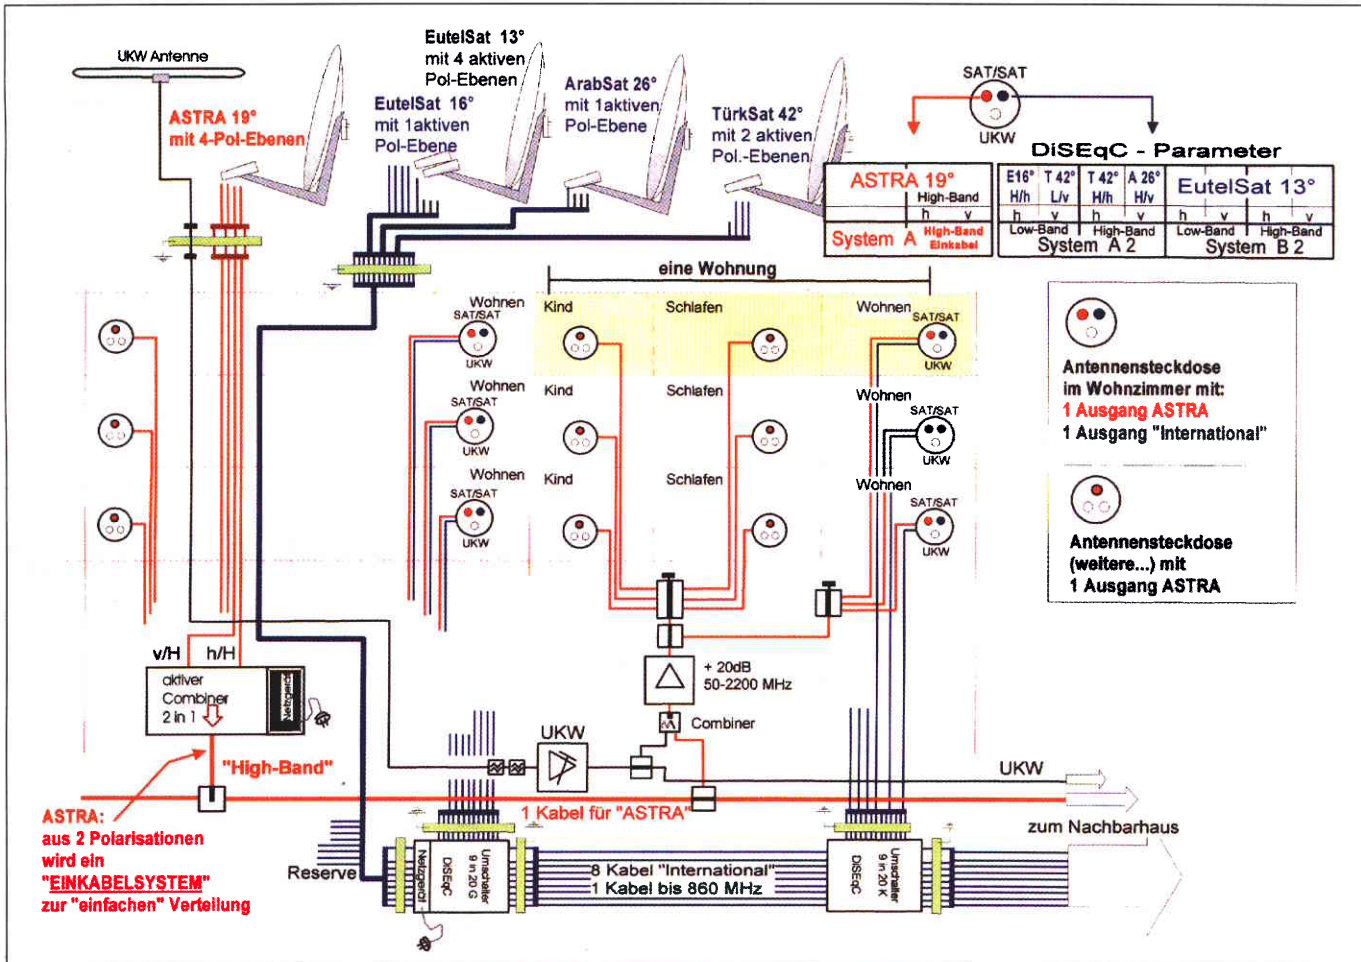 UKW Antenne
ASTRA 19°
mit 4-Pol-Ebenen
EutelSat 16°
mit 1aktiven
Pol-Ebene
EutelSat 13°
mit 4 aktiven
Pol-Ebenen
ArabSat 26°
mit 1aktiven
Pol-Ebene
TürkSat 42°
mit 2 aktiven
Pol.-Ebenen
SAT/SAT
UKW
DiSEqC - Parameter
ASTRA 19°
High-Band
h v
System A High-Band
Einkabel
E16° T 42° T 42° A 26°
H/h L/v H/h H/v
h v h v
Low-Band High-Band
System A 2
EutelSat 13°
h v h v
Low-Band High-Band
System B 2
eine Wohnung
Wohnen
SAT/SAT
UKW
Kind
Schlafen
Wohnen
SAT/SAT
UKW
Wohnen
SAT/SAT
UKW
Kind
Schlafen
Wohnen
SAT/SAT
UKW
Wohnen
SAT/SAT
UKW
Kind
Schlafen
Wohnen
SAT/SAT
UKW
Antennensteckdose
im Wohnzimmer mit:
1 Ausgang ASTRA
1 Ausgang "International"
Antennensteckdose
(weitere...) mit
1 Ausgang ASTRA
v/H h/H
aktiver
Combiner
2 in 1
Netzgerät
+ 20dB
50-2200 MHz
Combiner
UKW
"High-Band"
UKW
1 Kabel für "ASTRA"
zum Nachbarhaus
ASTRA:
aus 2 Polarisationen
wird ein
"EINKABELSYSTEM"
zur "einfachen" Verteilung
Reserve
Netzgerät
DiSEqC
Umschalter
9 in 20 G
8 Kabel "International"
1 Kabel bis 860 MHz
DiSEqC
Umschalter
9 in 20 K